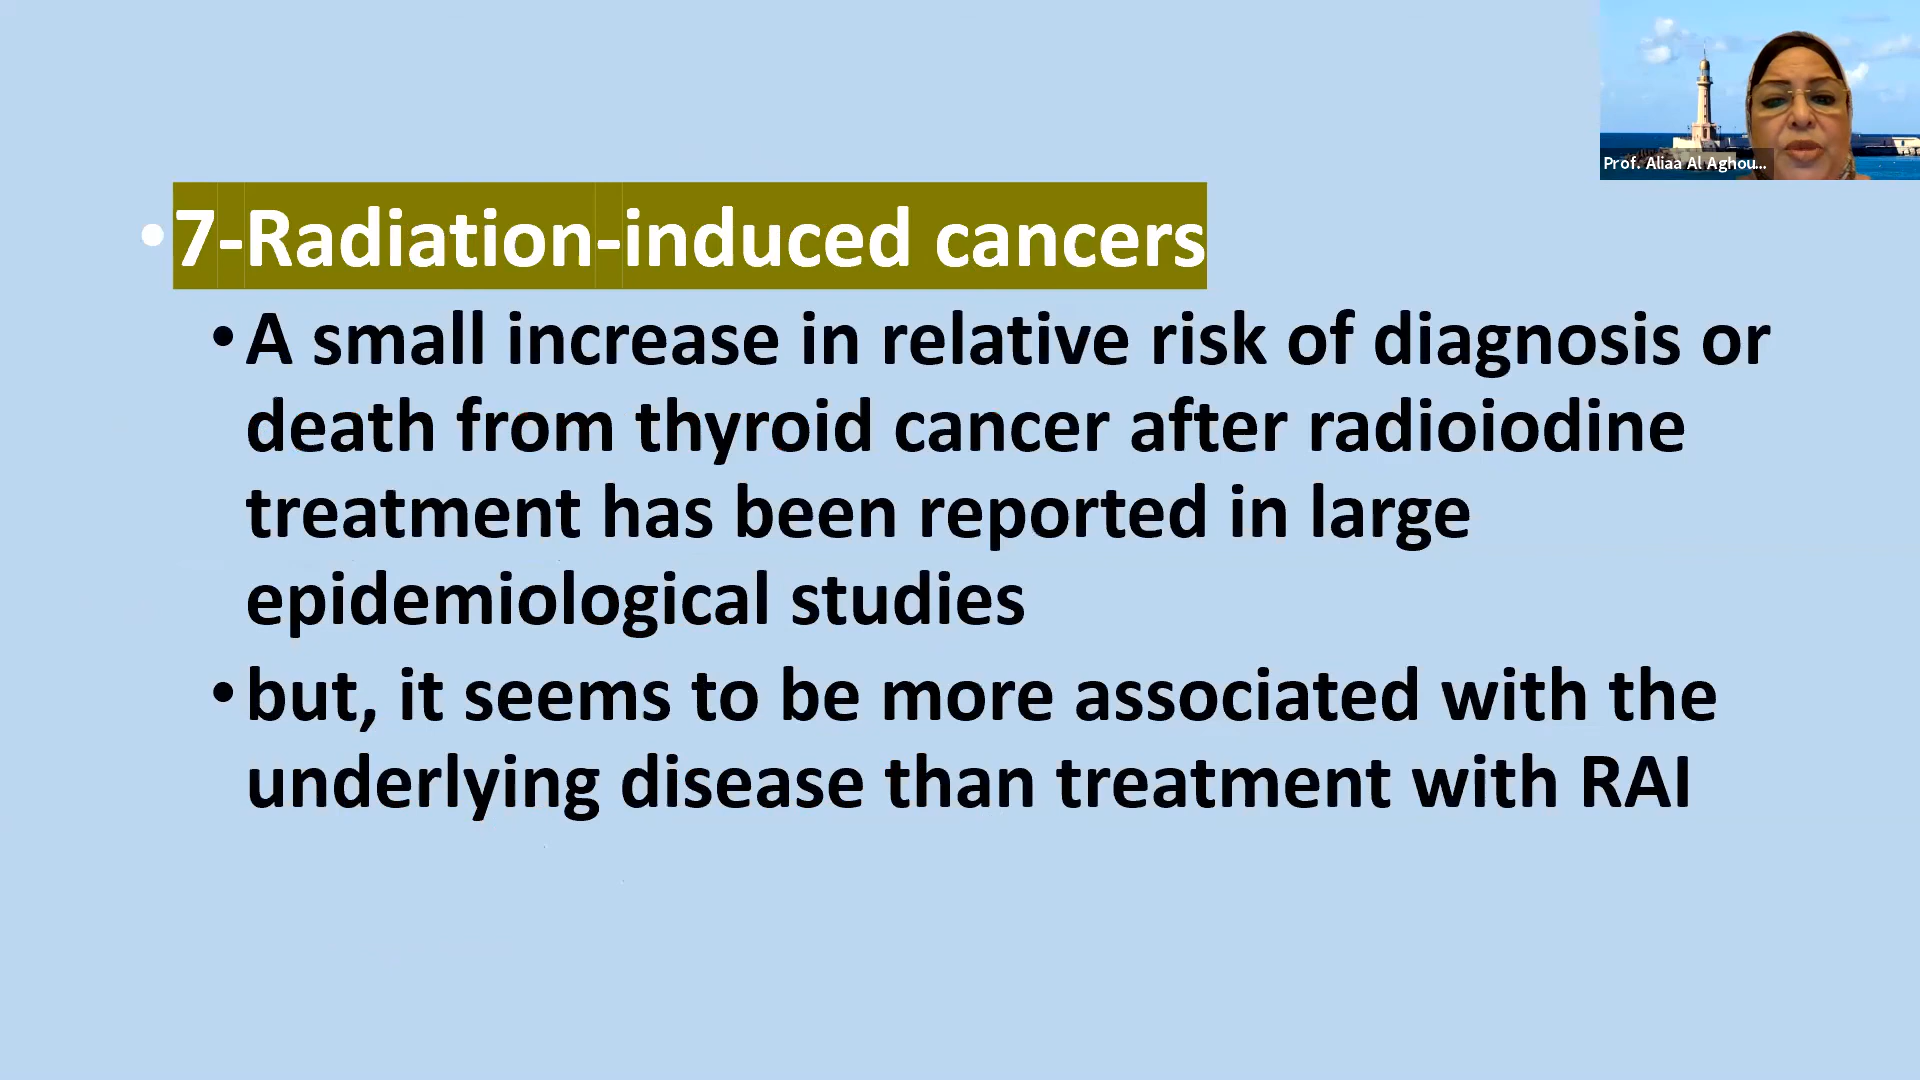 Prof. Aliaa Al Aghou...
• 7-Radiation-induced cancers
• A small increase in relative risk of diagnosis or
death from thyroid cancer after radioiodine
treatment has been reported in large
epidemiological studies
• but, it seems to be more associated with the
underlying disease than treatment with RAI